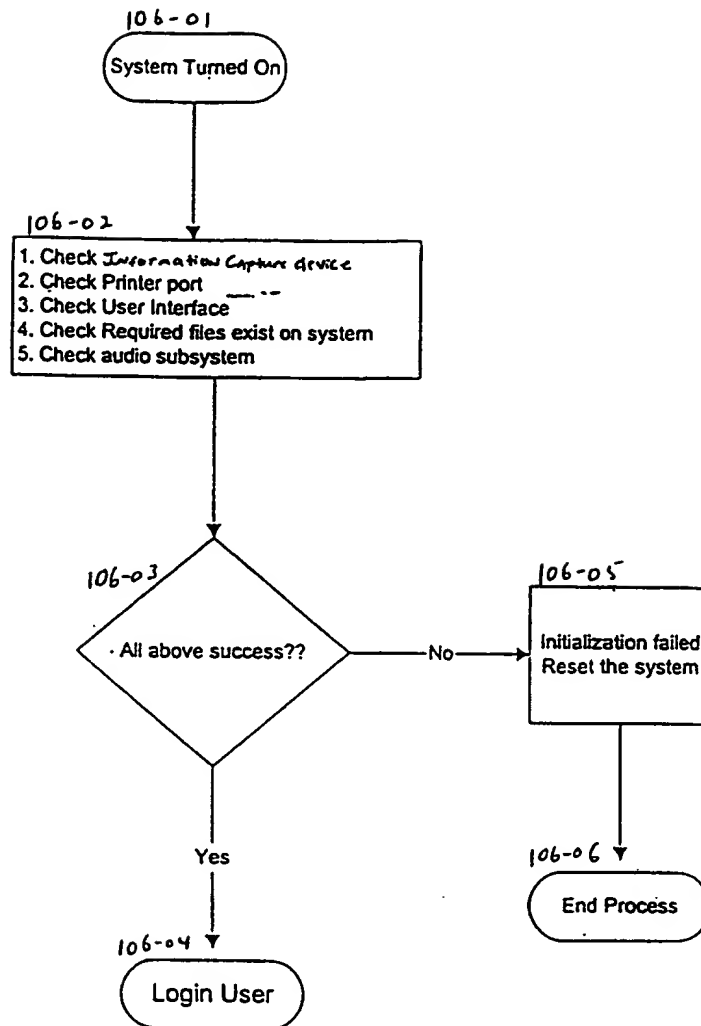 106-01
System Turned On
106-02
1. Check Information Capture device
2. Check Printer port
3. Check User Interface
4. Check Required files exist on system
5. Check audio subsystem
106-03
All above success??
No
106-05
Initialization failed
Reset the system
Yes
106-06
End Process
106-04
Login User